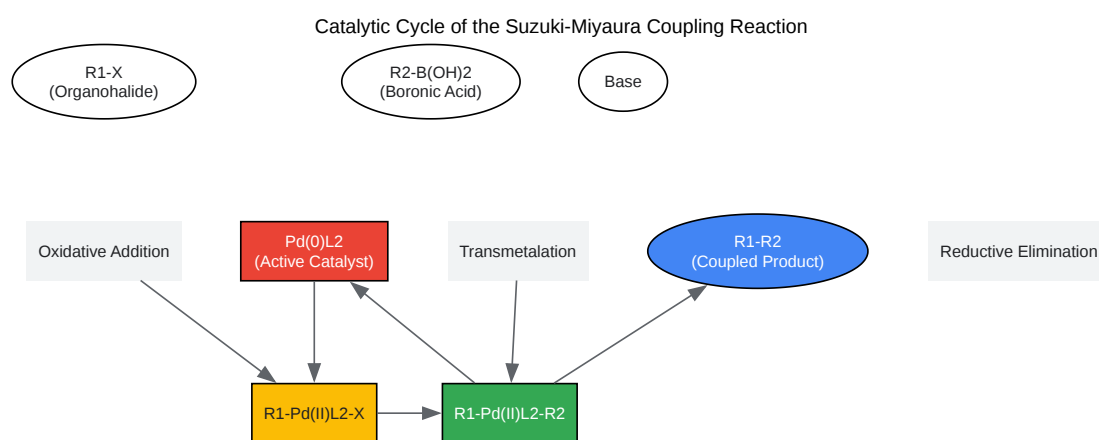 Catalytic Cycle of the Suzuki-Miyaura Coupling Reaction
R1-X
(Organohalide)
R2-B(OH)2
(Boronic Acid)
Base
Oxidative Addition
Pd(0)L2
(Active Catalyst)
Transmetalation
R1-R2
(Coupled Product)
Reductive Elimination
R1-Pd(II)L2-X
R1-Pd(II)L2-R2